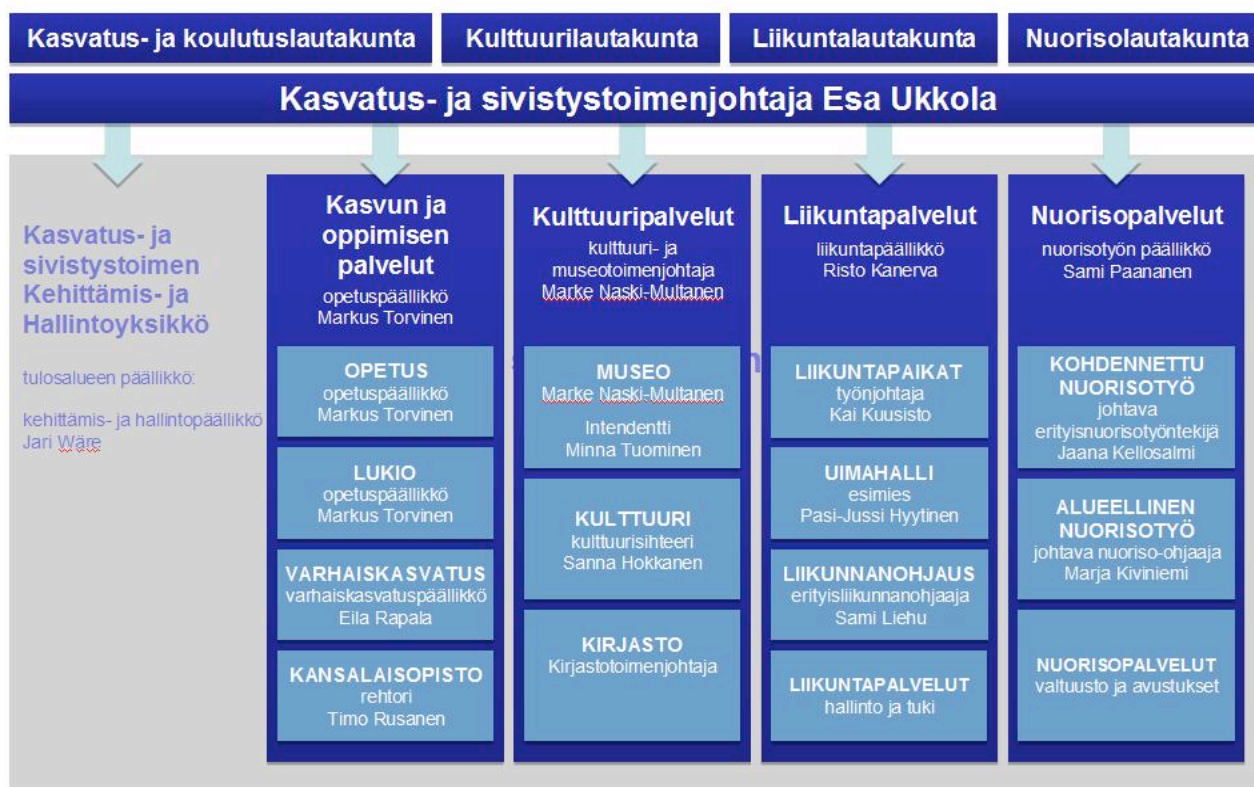 Kasvatus- ja koulutuslautakunta
Kulttuurilautakunta
Liikuntalautakunta
Nuorisolautakunta
Kasvatus- ja sivistystoimenjohtaja Esa Ukkola
Kasvatus- ja
sivistystoimen
Kehittämis- ja
Hallintoyksikkö
tulosalueen päällikkö:
kehittämis- ja hallintopäällikkö
Jari Wäre
Kasvun ja
oppimisen
palvelut
opetuspäällikkö
Markus Torvinen
OPETUS
opetuspäällikkö
Markus Torvinen
LUKIO
opetuspäällikkö
Markus Torvinen
VARHAISKASVATUS
varhaiskasvatuspäällikkö
Eila Rapala
KANSALAISOPISTO
rehtori
Timo Rusanen
Kulttuuripalvelut
kulttuuri- ja
museotoimenjohtaja
Marke Naski-Multanen
MUSEO
Marke Naski-Multanen
Intendentti
Minna Tuominen
KULTTUURI
kulttuurisihteeri
Sanna Hokkanen
KIRJASTO
Kirjastotoimenjohtaja
Liikuntapalvelut
liikuntapäällikkö
Risto Kanerva
LIIKUNTAPAIKAT
työnjohtaja
Kai Kuusisto
UIMAHALLI
esimies
Pasi-Jussi Hyytinen
LIIKUNNANOHJAUS
erityisliikunnanohjaaja
Sami Liehu
LIIKUNTAPALVELUT
hallinto ja tuki
Nuorisopalvelut
nuorisotyön päällikkö
Sami Paananen
KOHDENNETTU
NUORISOTYÖ
johtava
erityisnuorisotyöntekijä
Jaana Kellosalmi
ALUEELLINEN
NUORISOTYÖ
johtava nuoriso-ohjaaja
Marja Kiviniemi
NUORISOPALVELUT
valtuusto ja avustukset